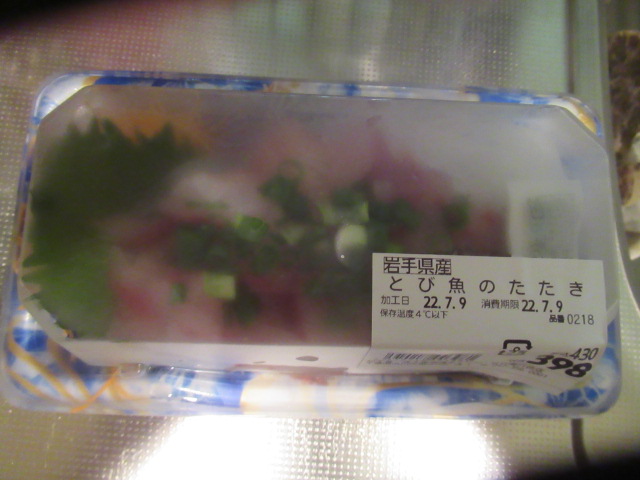 岩手県産
とび魚のたたき
加工日 22.7.9 消費期限 22.7.9
保存温度4℃以下
品番 0218
430
398